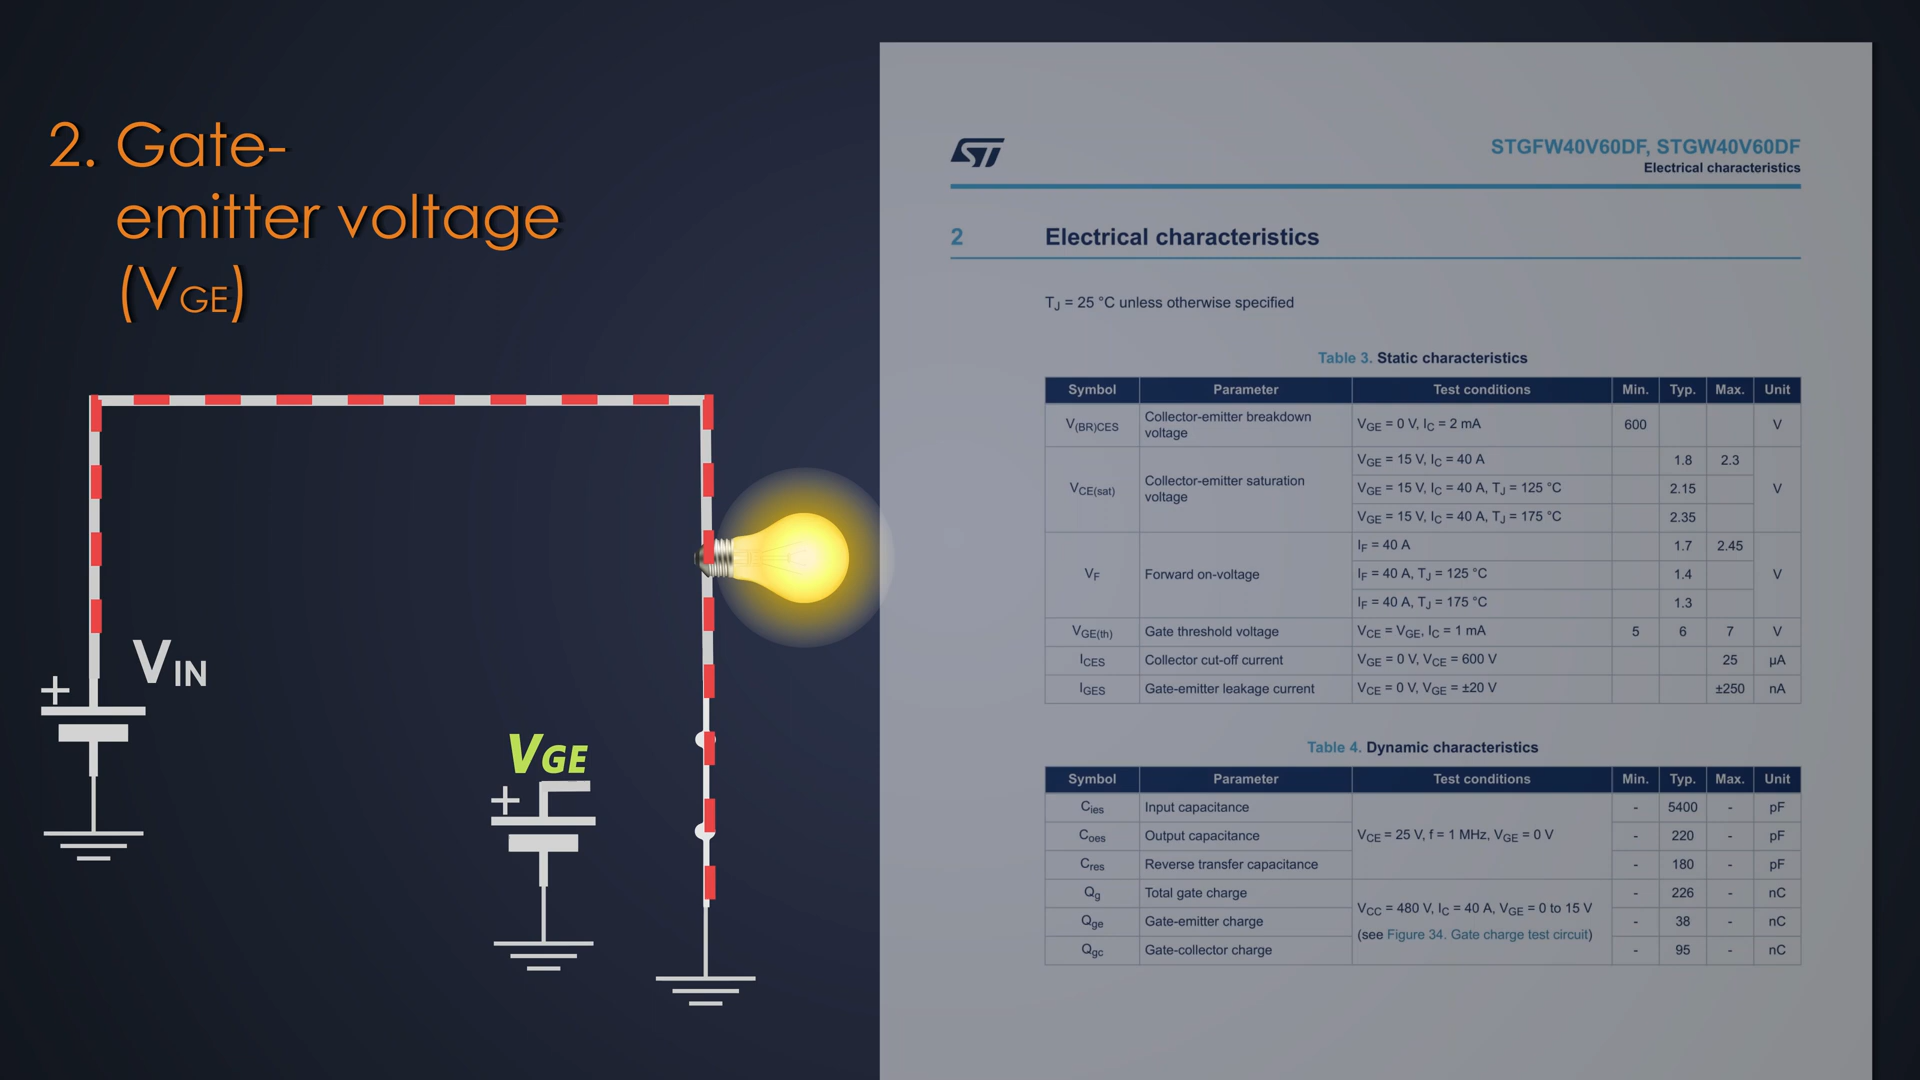 2. Gate-
emitter voltage
(VGE)
VIN
+
VGE
+
ST
STGFW40V60DF, STGW40V60DF
Electrical characteristics
2 Electrical characteristics
TJ = 25 °C unless otherwise specified
Table 3. Static characteristics
Symbol Parameter Test conditions Min. Typ. Max. Unit
V(BR)CES Collector-emitter breakdown voltage VGE = 0 V, IC = 2 mA 600 V
VCE(sat) Collector-emitter saturation voltage VGE = 15 V, IC = 40 A 1.8 2.3 V
VGE = 15 V, IC = 40 A, TJ = 125 °C 2.15
VGE = 15 V, IC = 40 A, TJ = 175 °C 2.35
VF Forward on-voltage IF = 40 A 1.7 2.45 V
IF = 40 A, TJ = 125 °C 1.4
IF = 40 A, TJ = 175 °C 1.3
VGE(th) Gate threshold voltage VCE = VGE, IC = 1 mA 5 6 7 V
ICES Collector cut-off current VGE = 0 V, VCE = 600 V 25 µA
IGES Gate-emitter leakage current VCE = 0 V, VGE = ±20 V ±250 nA
Table 4. Dynamic characteristics
Symbol Parameter Test conditions Min. Typ. Max. Unit
Cies Input capacitance VCE = 25 V, f = 1 MHz, VGE = 0 V - 5400 - pF
Coes Output capacitance - 220 - pF
Cres Reverse transfer capacitance - 180 - pF
Qg Total gate charge VCC = 480 V, IC = 40 A, VGE = 0 to 15 V - 226 - nC
Qge Gate-emitter charge (see Figure 34. Gate charge test circuit) - 38 - nC
Qgc Gate-collector charge - 95 - nC